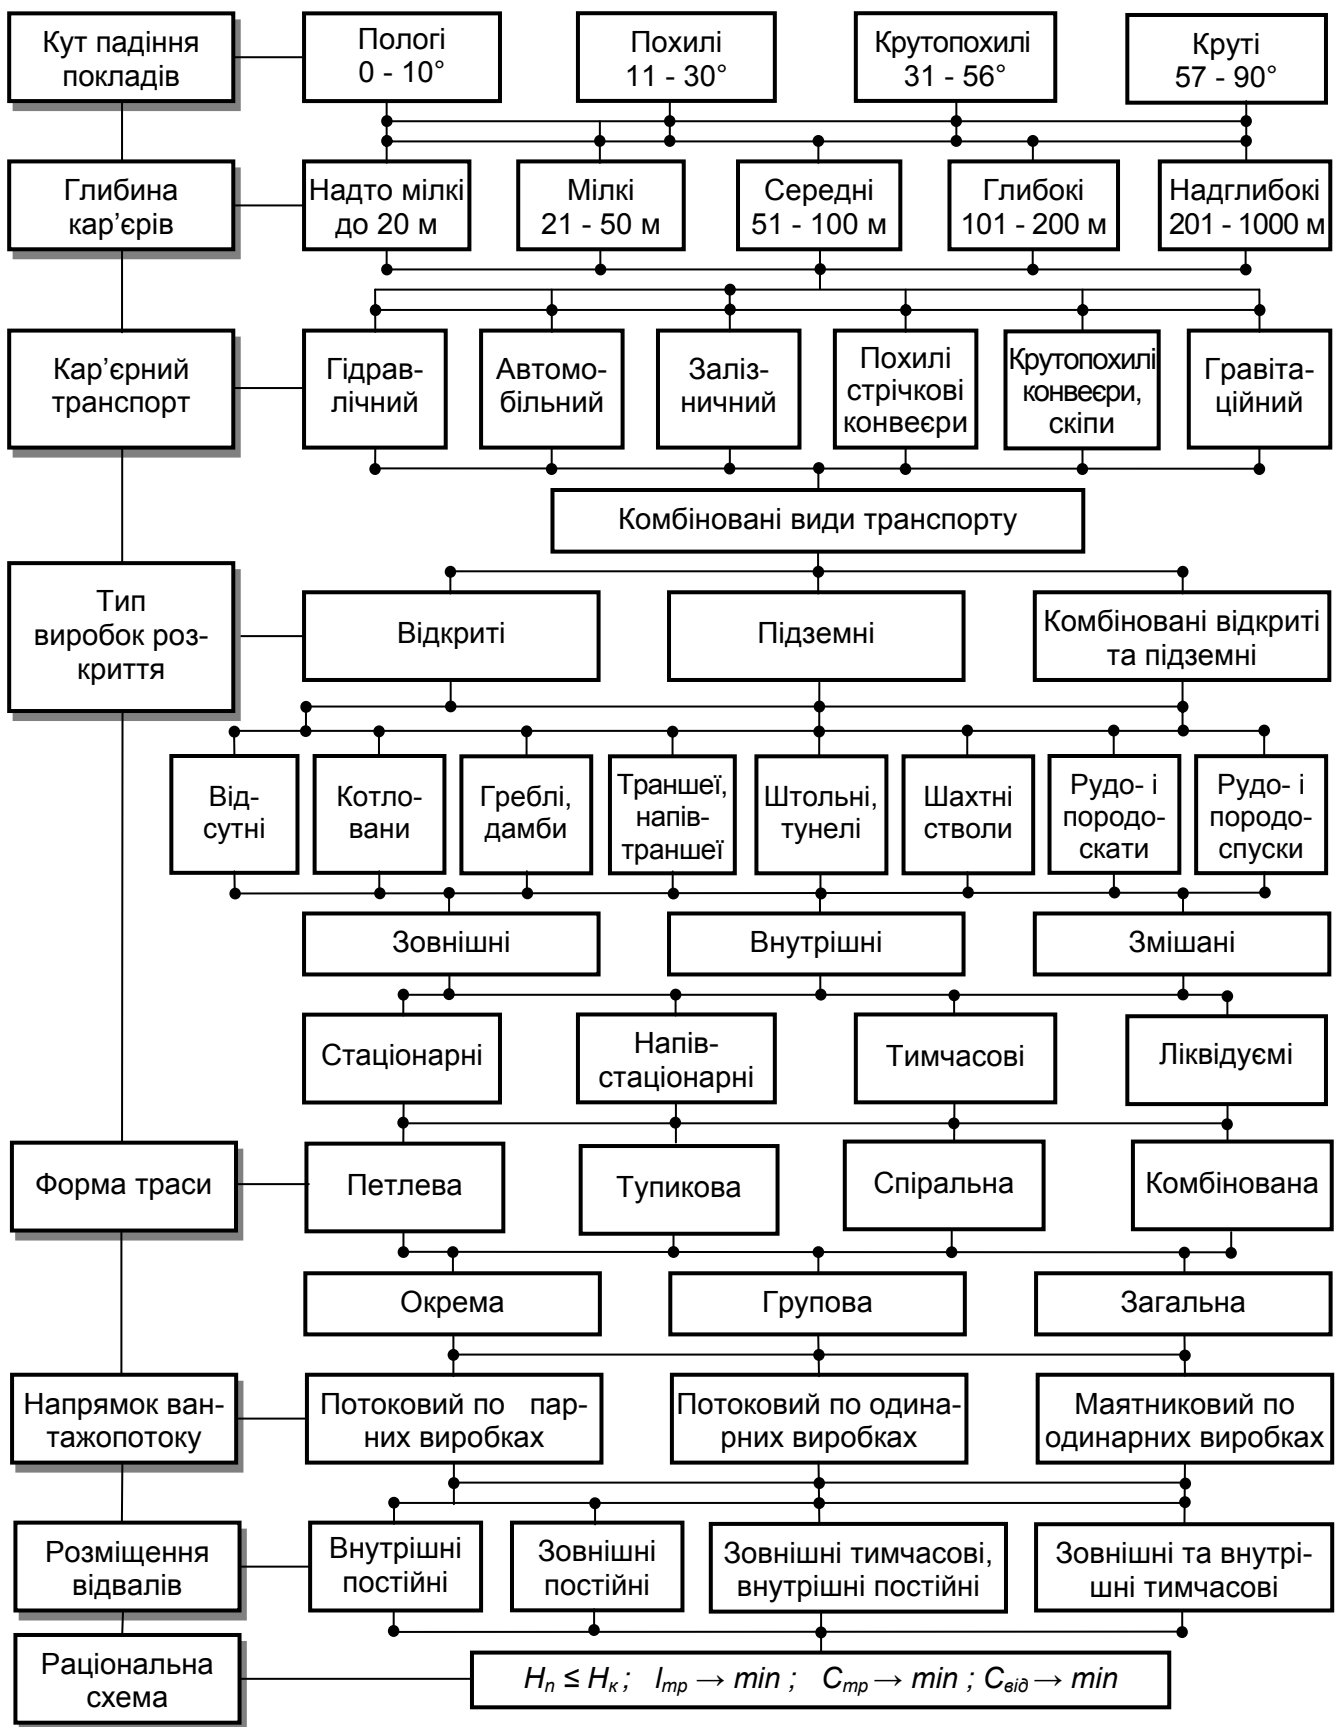 Кут падіння
покладів
Пологі
0 - 10°
Похилі
11 - 30°
Крутопохилі
31 - 56°
Круті
57 - 90°
Глибина
кар’єрів
Надто мілкі
до 20 м
Мілкі
21 - 50 м
Середні
51 - 100 м
Глибокі
101 - 200 м
Надглибокі
201 - 1000 м
Кар’єрний
транспорт
Гідрав-
лічний
Автомо-
більний
Заліз-
ничний
Похилі
стрічкові
конвеєри
Крутопохилі
конвеєри,
скіпи
Гравіта-
ційний
Комбіновані види транспорту
Тип
виробок роз-
криття
Відкриті
Підземні
Комбіновані відкриті
та підземні
Від-
сутні
Котло-
вани
Греблі,
дамби
Траншеї,
напів-
траншеї
Штольні,
тунелі
Шахтні
стволи
Рудо- і
породо-
скати
Рудо- і
породо-
спуски
Зовнішні
Внутрішні
Змішані
Стаціонарні
Напів-
стаціонарні
Тимчасові
Ліквідуємі
Форма траси
Петлева
Тупикова
Спіральна
Комбінована
Окрема
Групова
Загальна
Напрямок ван-
тажопотоку
Потоковий по пар-
них виробках
Потоковий по одина-
рних виробках
Маятниковий по
одинарних виробках
Розміщення
відвалів
Внутрішні
постійні
Зовнішні
постійні
Зовнішні тимчасові,
внутрішні постійні
Зовнішні та внутрі-
шні тимчасові
Раціональна
схема
Hп ≤ Hк ; lтр → min ; Cтр → min ; Cвід → min